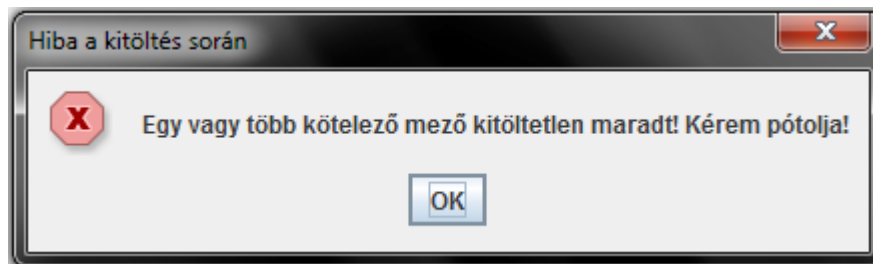 Hiba a kitöltés során
Egy vagy több kötelező mező kitöltetlen maradt! Kérem pótolja!
OK